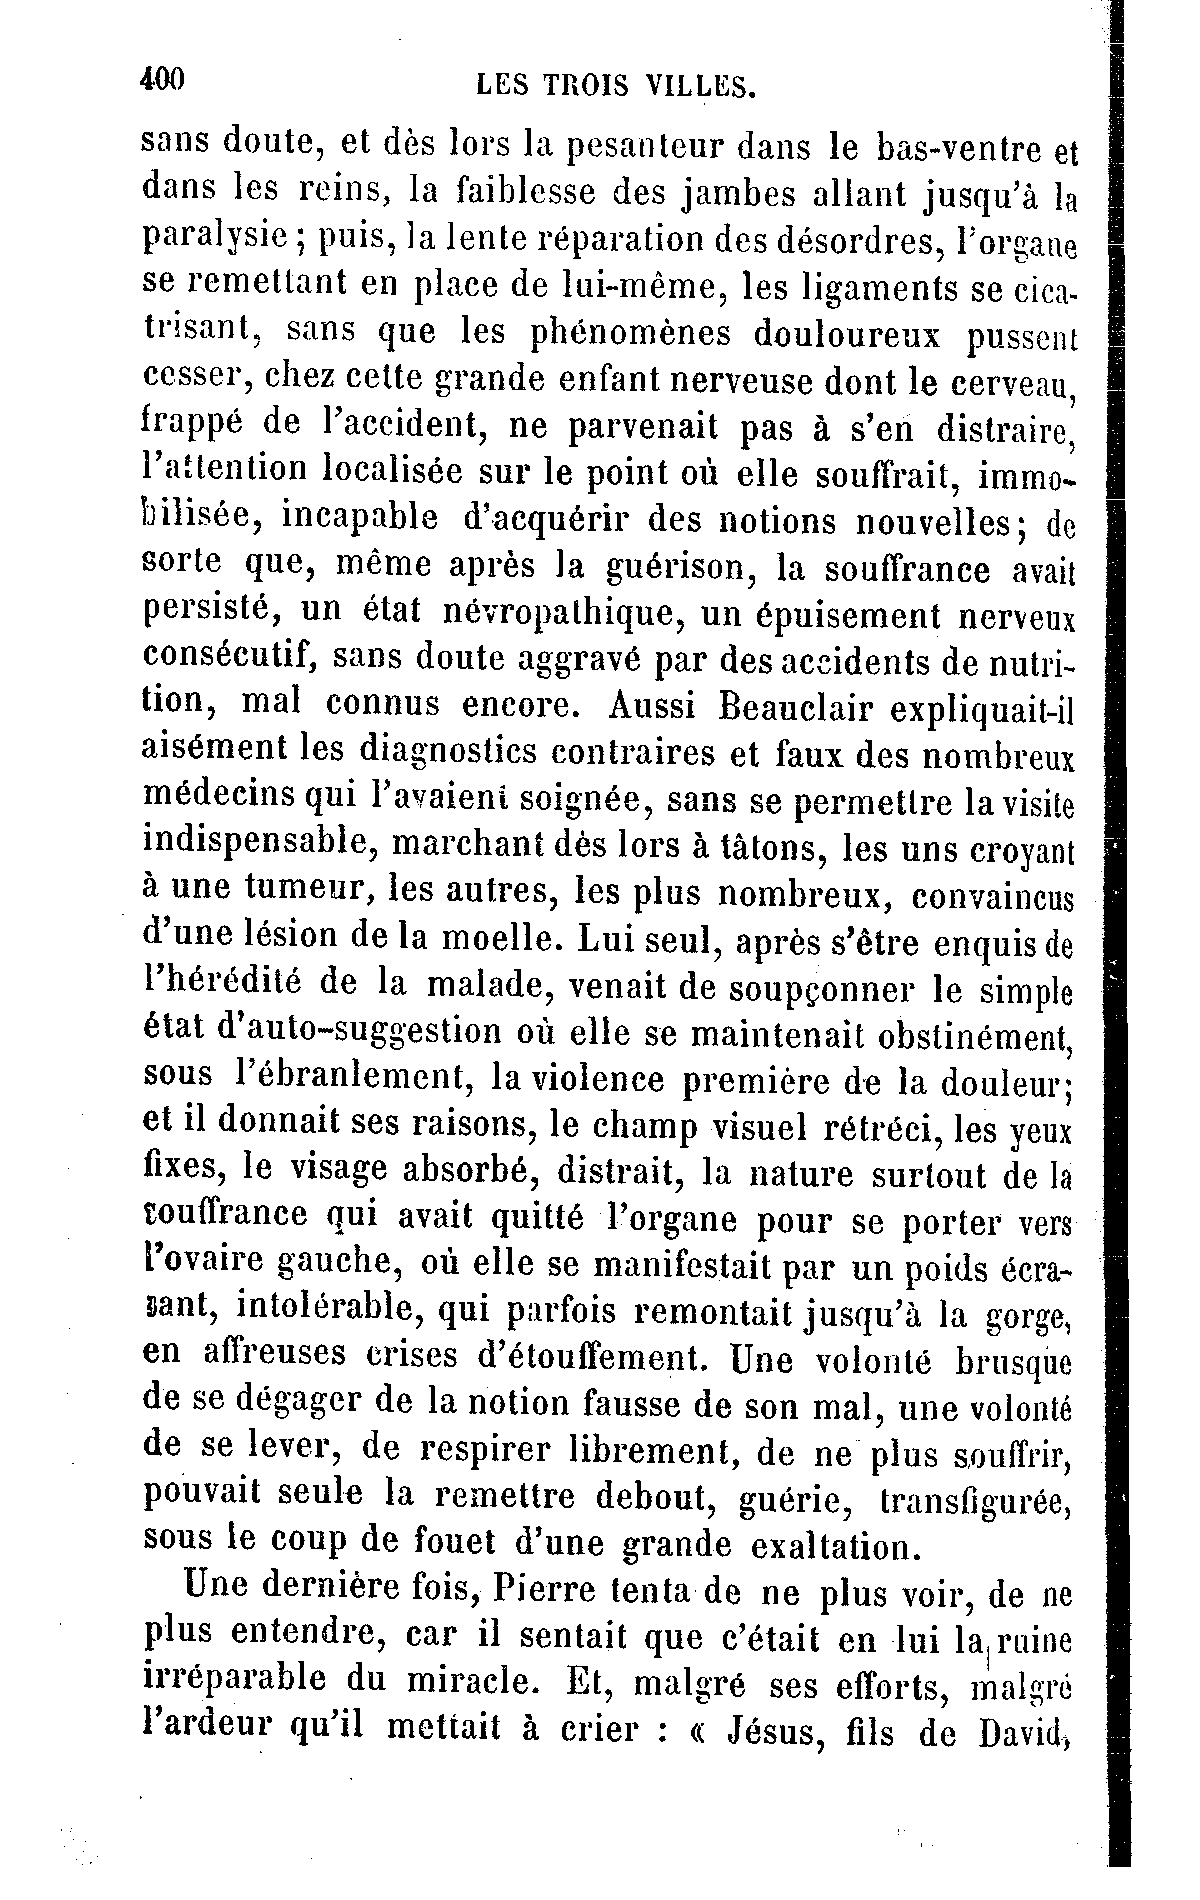 400 LES TROIS VILLES.
sans doute, et dès lors la pesanteur dans le bas-ventre et
dans les reins, la faiblesse des jambes allant jusqu'à la
paralysie ; puis, la lente réparation des désordres, l'organe
se remettant en place de lui-même, les ligaments se cica-
trisant, sans que les phénomènes douloureux pussent
cesser, chez cette grande enfant nerveuse dont le cerveau,
frappé de l'accident, ne parvenait pas à s'en distraire,
l'attention localisée sur le point où elle souffrait, immo-
bilisée, incapable d'acquérir des notions nouvelles ; de
sorte que, même après la guérison, la souffrance avait
persisté, un état névropathique, un épuisement nerveux
consécutif, sans doute aggravé par des accidents de nutri-
tion, mal connus encore. Aussi Beauclair expliquait-il
aisément les diagnostics contraires et faux des nombreux
médecins qui l'avaient soignée, sans se permettre la visite
indispensable, marchant dès lors à tâtons, les uns croyant
à une tumeur, les autres, les plus nombreux, convaincus
d'une lésion de la moelle. Lui seul, après s'être enquis de
l'hérédité de la malade, venait de soupçonner le simple
état d'auto-suggestion où elle se maintenait obstinément,
sous l'ébranlement, la violence première de la douleur;
et il donnait ses raisons, le champ visuel rétréci, les yeux
fixes, le visage absorbé, distrait, la nature surtout de la
souffrance qui avait quitté l'organe pour se porter vers
l'ovaire gauche, où elle se manifestait par un poids écra-
sant, intolérable, qui parfois remontait jusqu'à la gorge,
en affreuses crises d'étouffement. Une volonté brusque
de se dégager de la notion fausse de son mal, une volonté
de se lever, de respirer librement, de ne plus souffrir,
pouvait seule la remettre debout, guérie, transfigurée,
sous le coup de fouet d'une grande exaltation.
Une dernière fois, Pierre tenta de ne plus voir, de ne
plus entendre, car il sentait que c'était en lui la ruine
irréparable du miracle. Et, malgré ses efforts, malgré
l'ardeur qu'il mettait à crier : « Jésus, fils de David,